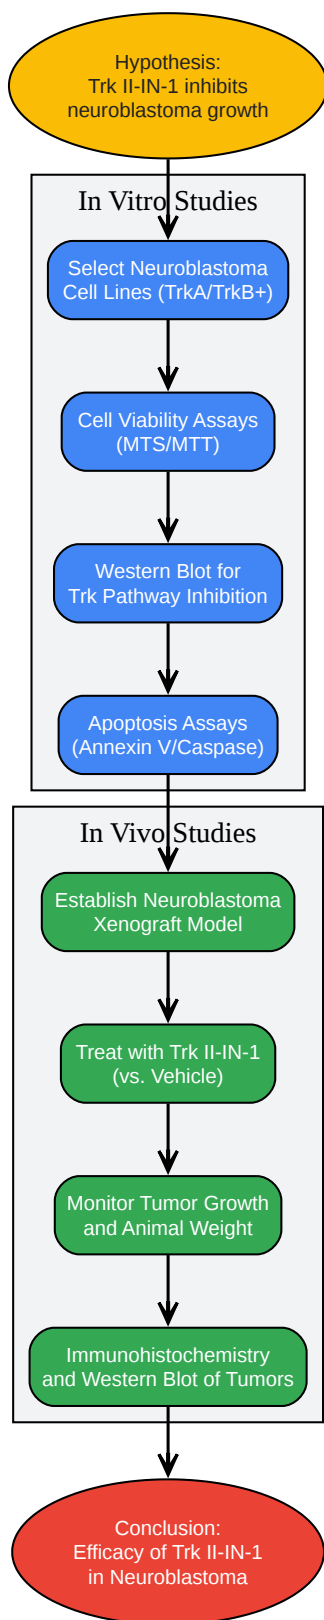 Hypothesis:
Trk II-IN-1 inhibits
neuroblastoma growth
In Vitro Studies
Select Neuroblastoma
Cell Lines (TrkA/TrkB+)
Cell Viability Assays
(MTS/MTT)
Western Blot for
Trk Pathway Inhibition
Apoptosis Assays
(Annexin V/Caspase)
In Vivo Studies
Establish Neuroblastoma
Xenograft Model
Treat with Trk II-IN-1
(vs. Vehicle)
Monitor Tumor Growth
and Animal Weight
Immunohistochemistry
and Western Blot of Tumors
Conclusion:
Efficacy of Trk II-IN-1
in Neuroblastoma